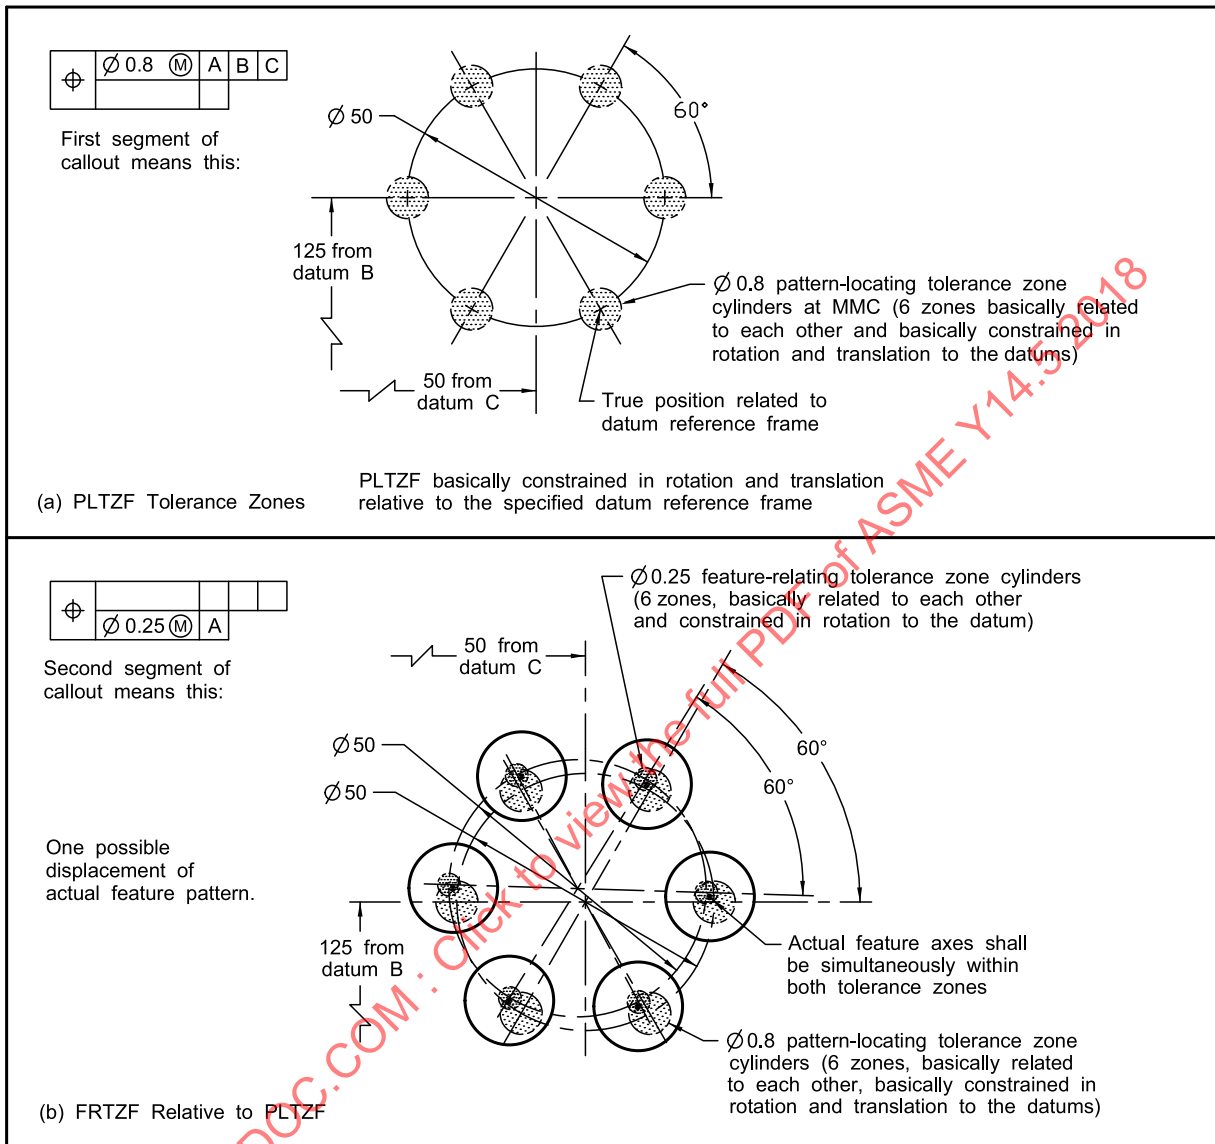 ⌖ Ø 0.8 Ⓜ A B C
First segment of
callout means this:
Ø 50
60°
125 from
datum B
50 from
datum C
Ø 0.8 pattern-locating tolerance zone
cylinders at MMC (6 zones basically related
to each other and basically constrained in
rotation and translation to the datums)
True position related to
datum reference frame
PLTZF basically constrained in rotation and translation
relative to the specified datum reference frame
(a) PLTZF Tolerance Zones
⌖ Ø 0.25 Ⓜ A
Second segment of
callout means this:
Ø 0.25 feature-relating tolerance zone cylinders
(6 zones, basically related to each other
and constrained in rotation to the datum)
50 from
datum C
Ø 50
Ø 50
60°
60°
One possible
displacement of
actual feature pattern.
125 from
datum B
Actual feature axes shall
be simultaneously within
both tolerance zones
Ø 0.8 pattern-locating tolerance zone
cylinders (6 zones, basically related
to each other, basically constrained in
rotation and translation to the datums)
(b) FRTZF Relative to PLTZF
DOC.COM : Click to view the full PDF of ASME Y14.5 2018